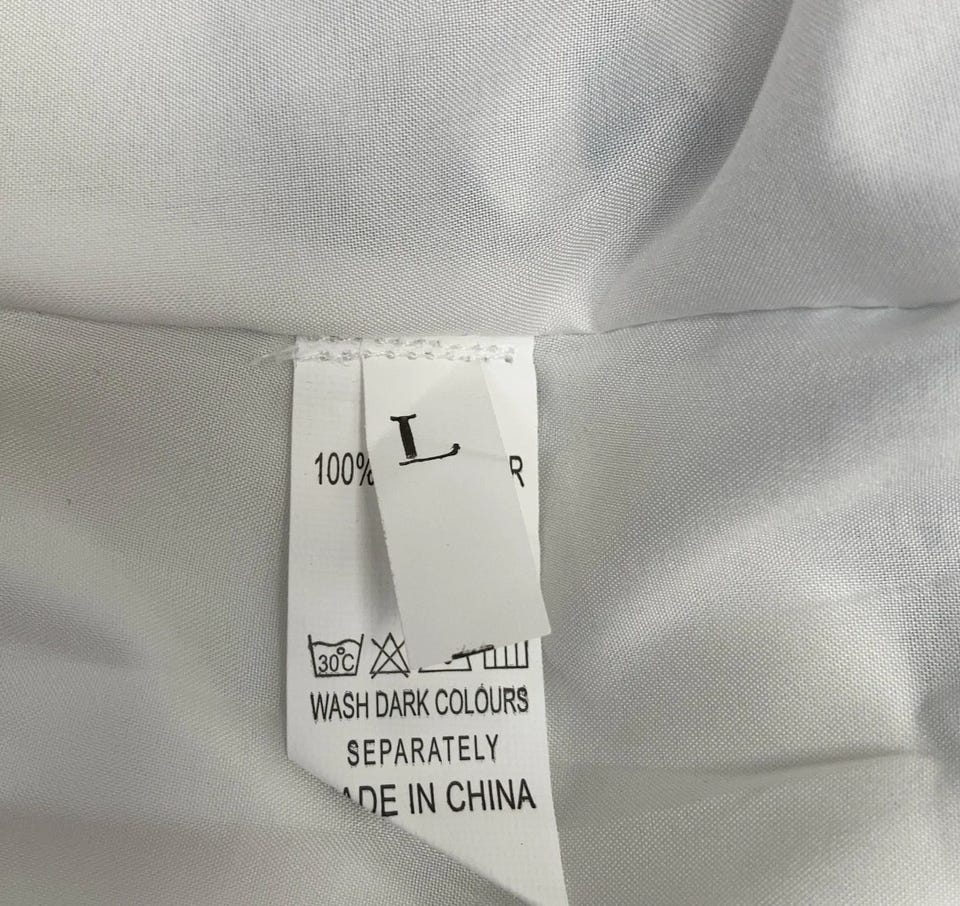 L
100%
R
30°C
WASH DARK COLOURS
SEPARATELY
ADE IN CHINA